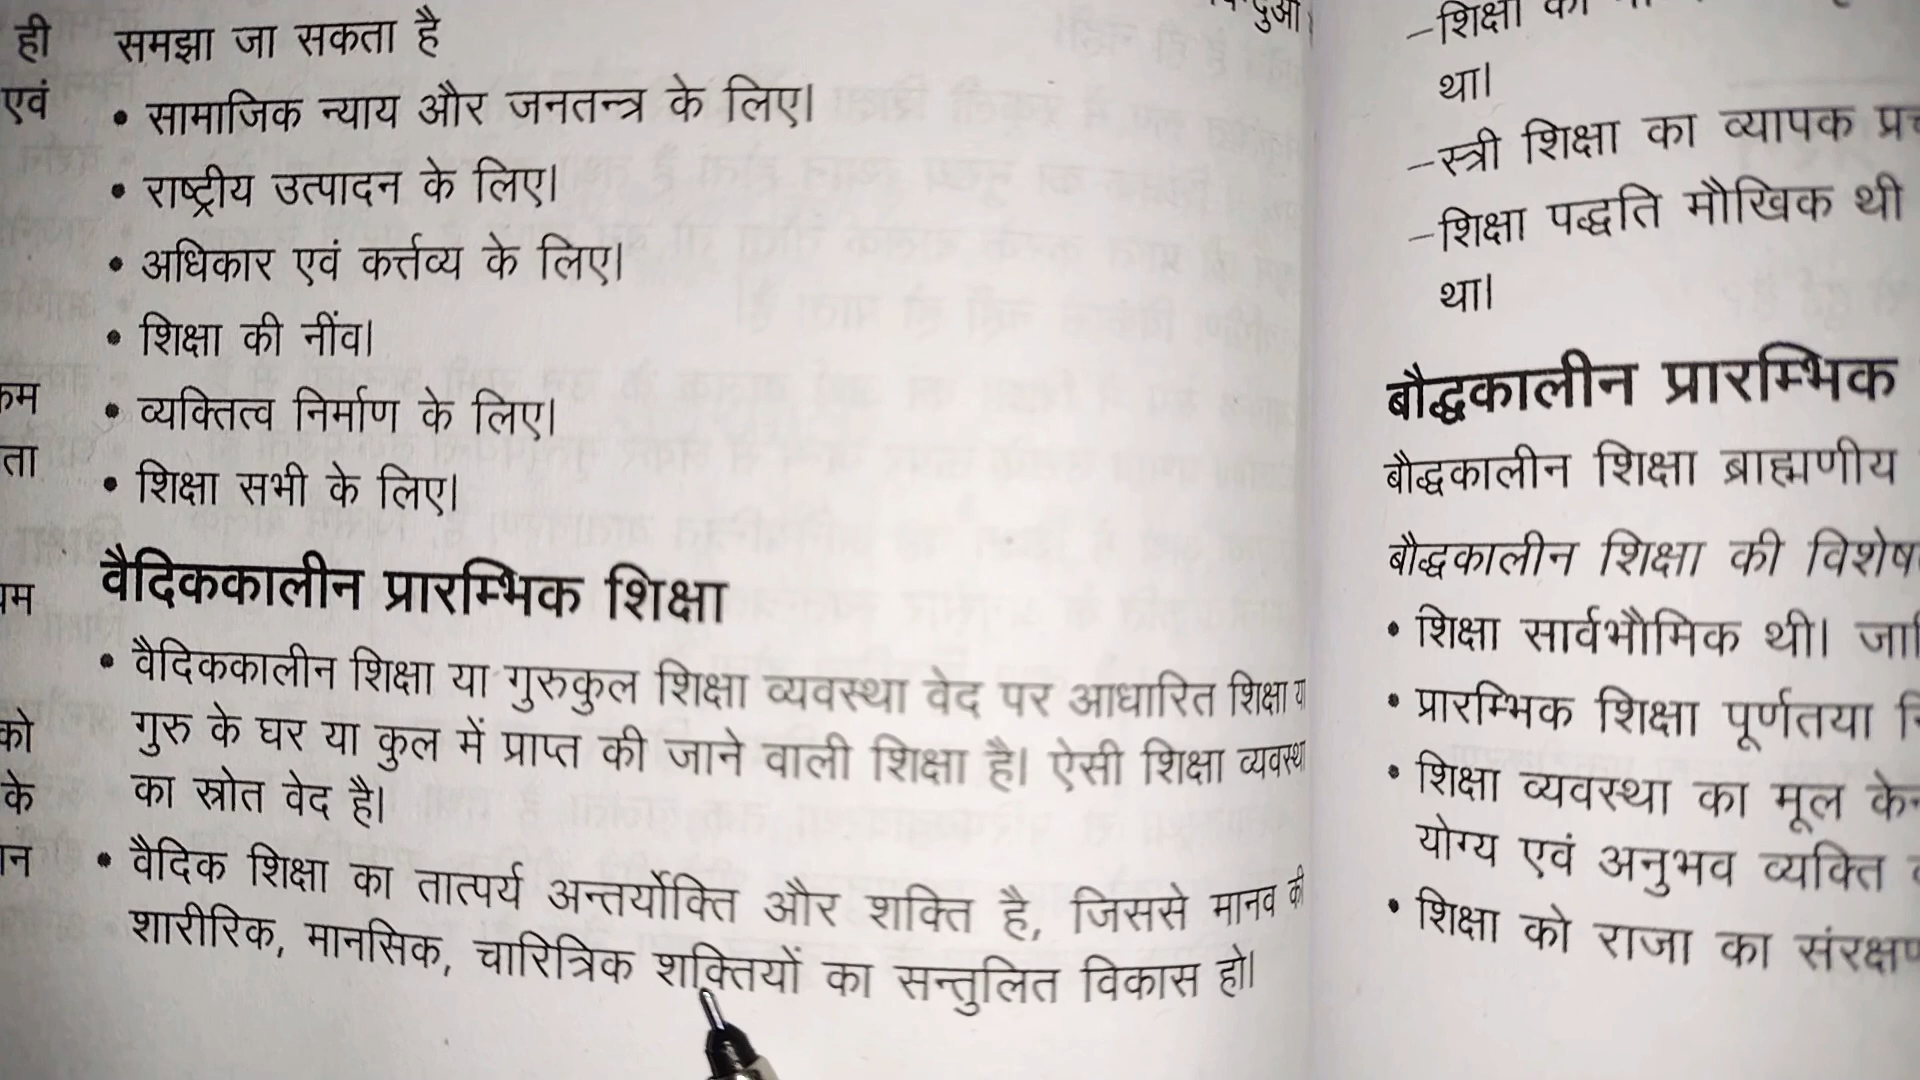 ही
एवं
कम
ता
को
के
समझा जा सकता है
• सामाजिक न्याय और जनतन्त्र के लिए।
• राष्ट्रीय उत्पादन के लिए।
• अधिकार एवं कर्त्तव्य के लिए।
• शिक्षा की नींव।
• व्यक्तित्व निर्माण के लिए।
• शिक्षा सभी के लिए।
वैदिककालीन प्रारम्भिक शिक्षा
• वैदिककालीन शिक्षा या गुरुकुल शिक्षा व्यवस्था वेद पर आधारित शिक्षा
गुरु के घर या कुल में प्राप्त की जाने वाली शिक्षा है। ऐसी शिक्षा व्यवस्था
का स्रोत वेद है।
• वैदिक शिक्षा का तात्पर्य अन्तर्योक्ति और शक्ति है, जिससे मानव की
शारीरिक, मानसिक, चारित्रिक शक्तियों का सन्तुलित विकास हो।
–शिक्षा
था।
–स्त्री शिक्षा का व्यापक
–शिक्षा पद्धति मौखिक थी
था।
बौद्धकालीन प्रारम्भिक
बौद्धकालीन शिक्षा ब्राह्मणीय
बौद्धकालीन शिक्षा की
• शिक्षा सार्वभौमिक थी।
• प्रारम्भिक शिक्षा पूर्णतया
• शिक्षा व्यवस्था का मूल
योग्य एवं अनुभव व्यक्ति
• शिक्षा को राजा का